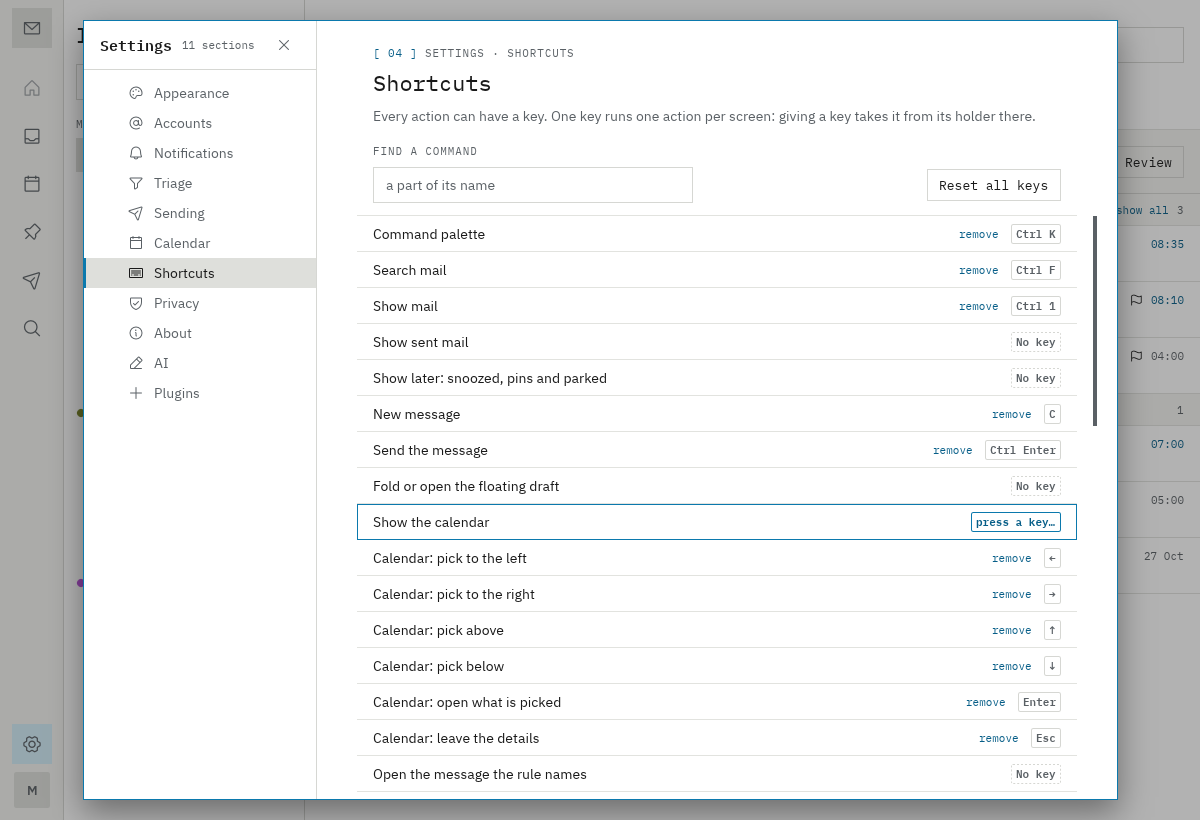 Settings 11 sections
Appearance
Accounts
Notifications
Triage
Sending
Calendar
Shortcuts
Privacy
About
AI
Plugins
M
[ 04 ] SETTINGS · SHORTCUTS
Shortcuts
Every action can have a key. One key runs one action per screen: giving a key takes it from its holder there.
FIND A COMMAND
a part of its name
Reset all keys
Command palette remove Ctrl K
Search mail remove Ctrl F
Show mail remove Ctrl 1
Show sent mail No key
Show later: snoozed, pins and parked No key
New message remove C
Send the message remove Ctrl Enter
Fold or open the floating draft No key
Show the calendar press a key…
Calendar: pick to the left remove ←
Calendar: pick to the right remove →
Calendar: pick above remove ↑
Calendar: pick below remove ↓
Calendar: open what is picked remove Enter
Calendar: leave the details remove Esc
Open the message the rule names No key
Review
show all 3
08:35
08:10
04:00
1
07:00
05:00
27 Oct